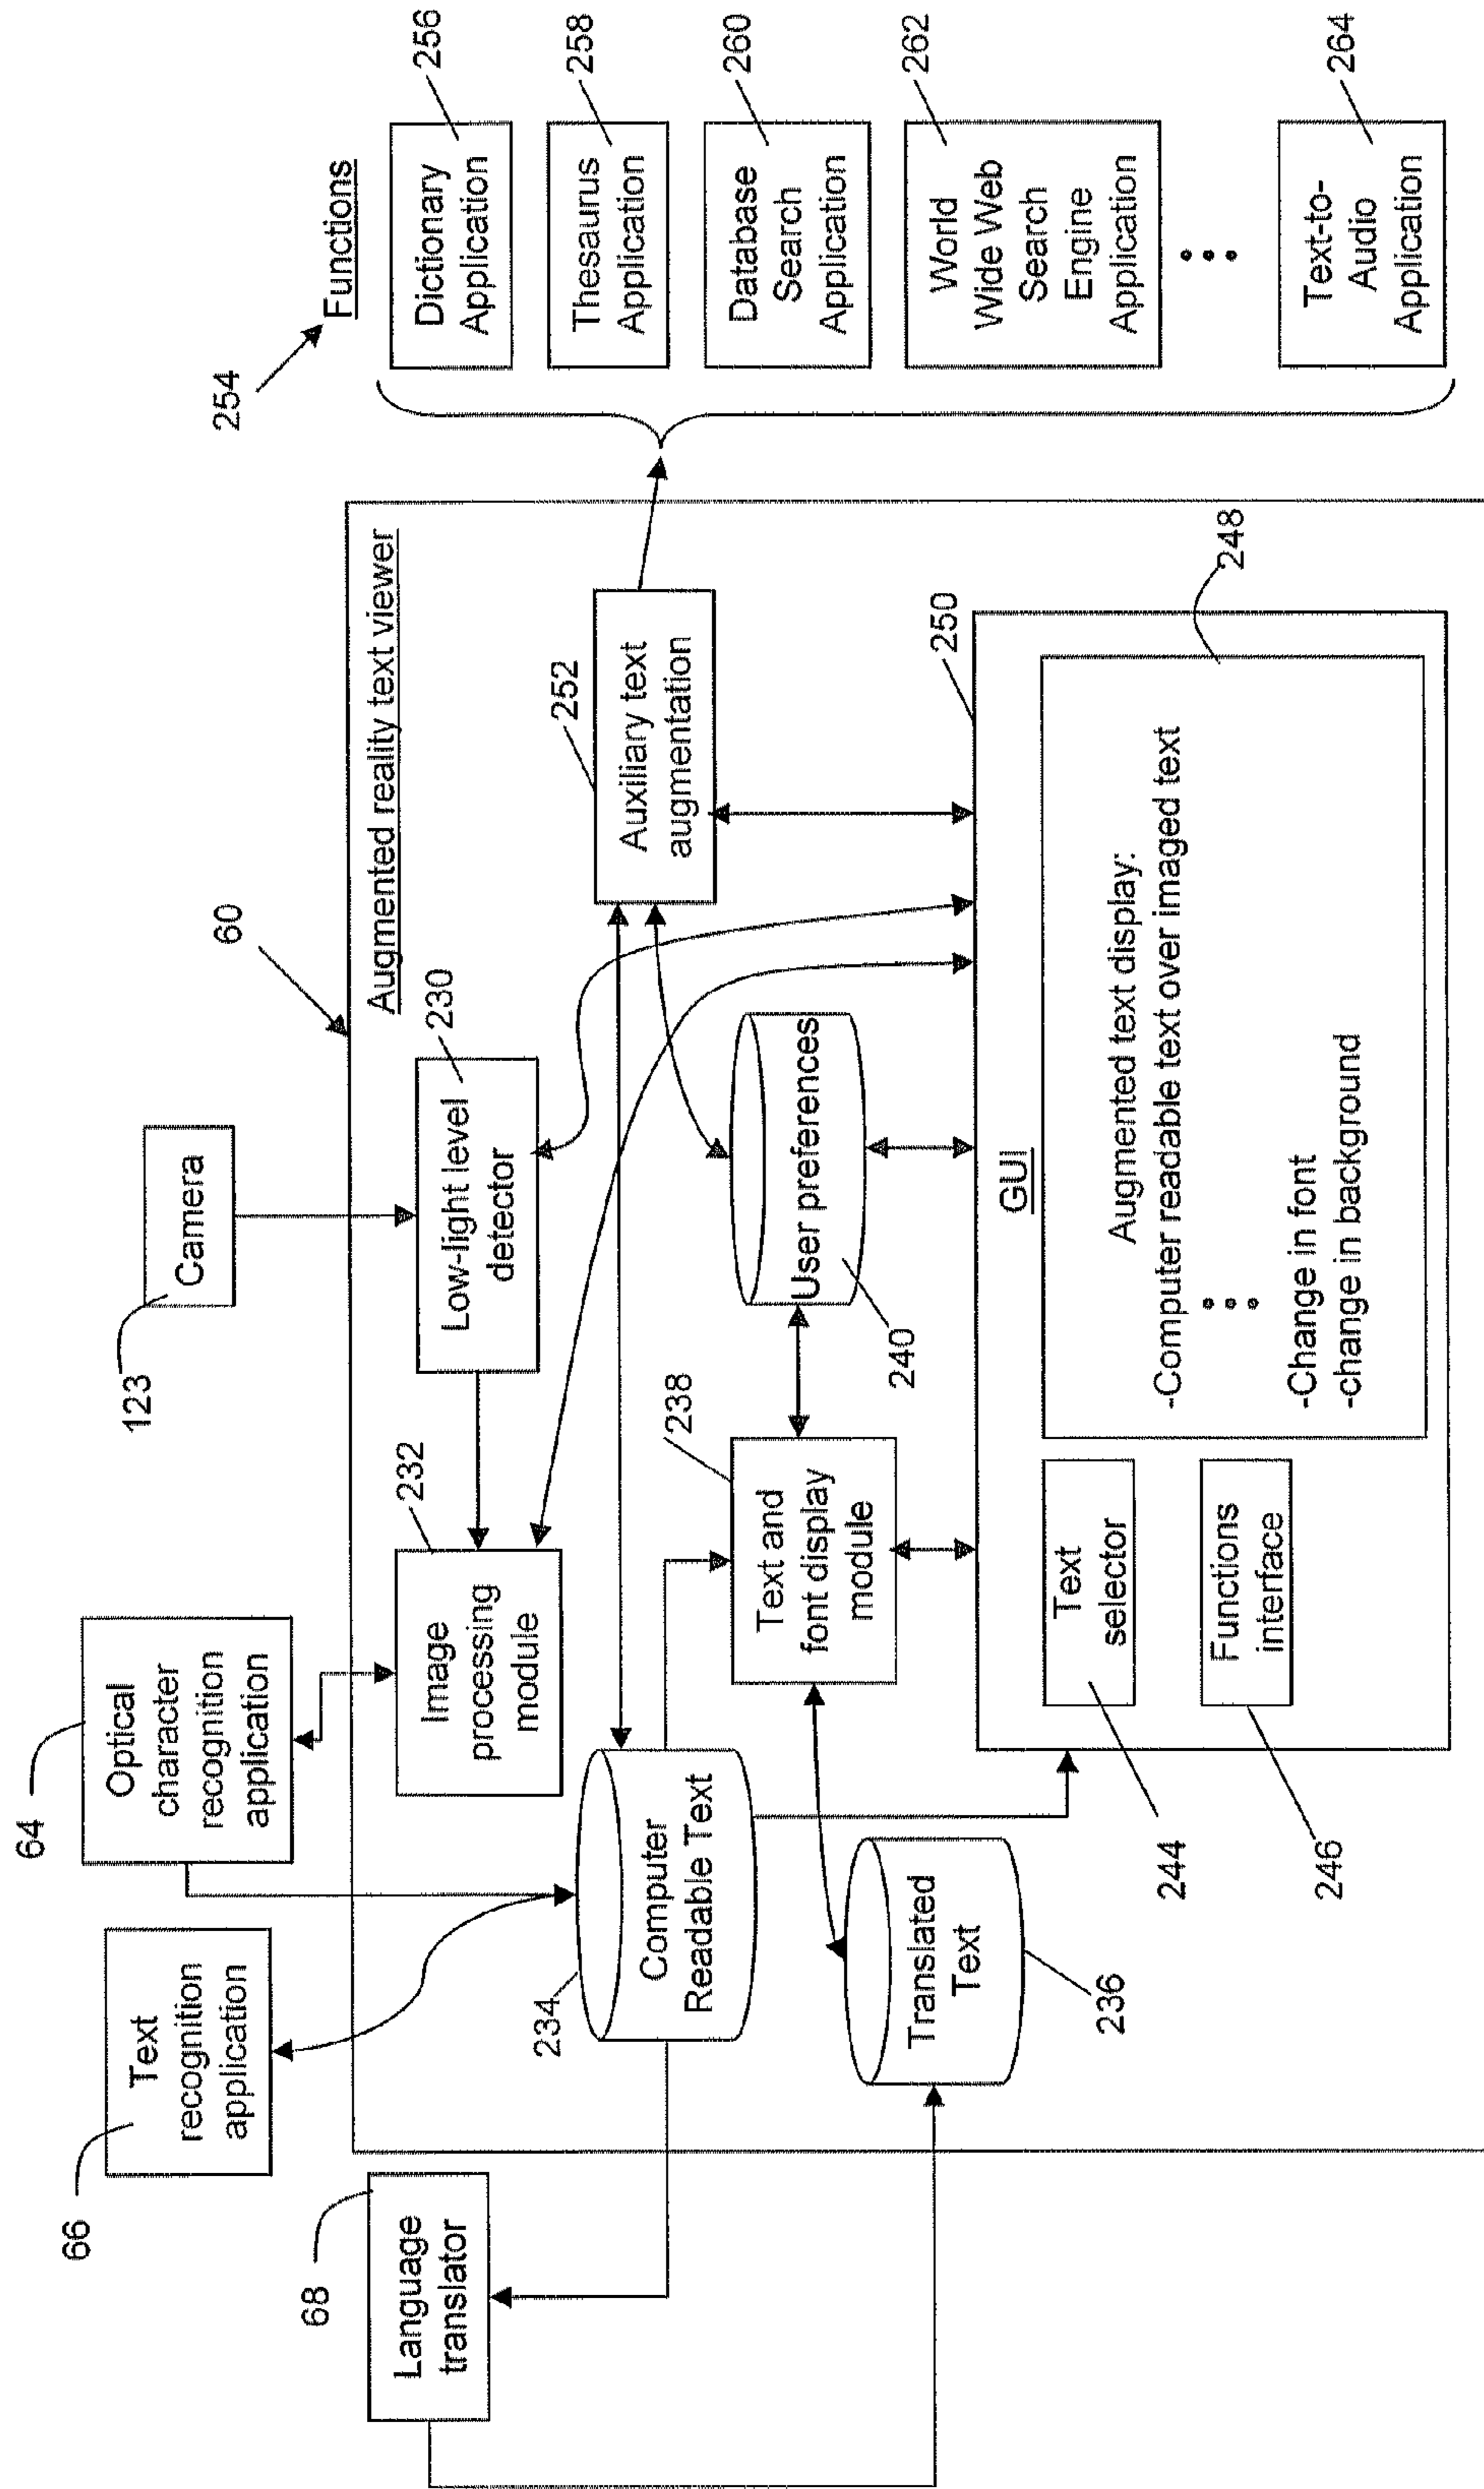 66
Text
recognition
application
64
Optical
character
recognition
application
123
Camera
60
254
Functions
68
Language
translator
Augmented reality text viewer
232
Image
processing
module
230
Low-light level
detector
234
Computer
Readable Text
252
Auxiliary text
augmentation
238
Text and
font display
module
User preferences
240
Translated
Text
236
250
GUI
244
Text
selector
246
Functions
interface
248
Augmented text display:
-Computer readable text over imaged text
-Change in font
-change in background
Dictionary
Application
256
Thesaurus
Application
258
Database
Search
Application
260
World
Wide Web
Search
Engine
Application
262
Text-to-
Audio
Application
264